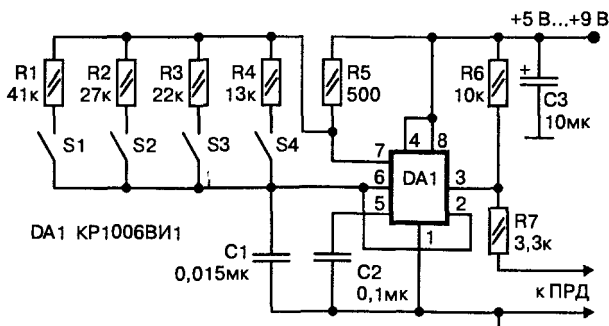 +5 В...+9 В
R1
41к
R2
27к
R3
22к
R4
13к
R5
500
R6
10к
+
C3
10мк
S1
S2
S3
S4
7
4
8
6
DA1
3
5
2
1
R7
3,3к
DA1 КР1006ВИ1
C1
0,015мк
C2
0,1мк
к ПРД